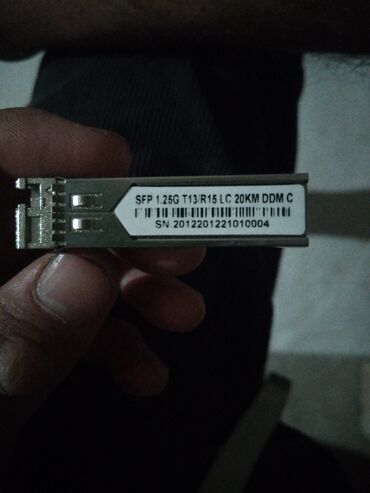 SFP 1.25G T13/R15 LC 20KM DDM C
SN 2012201221010004